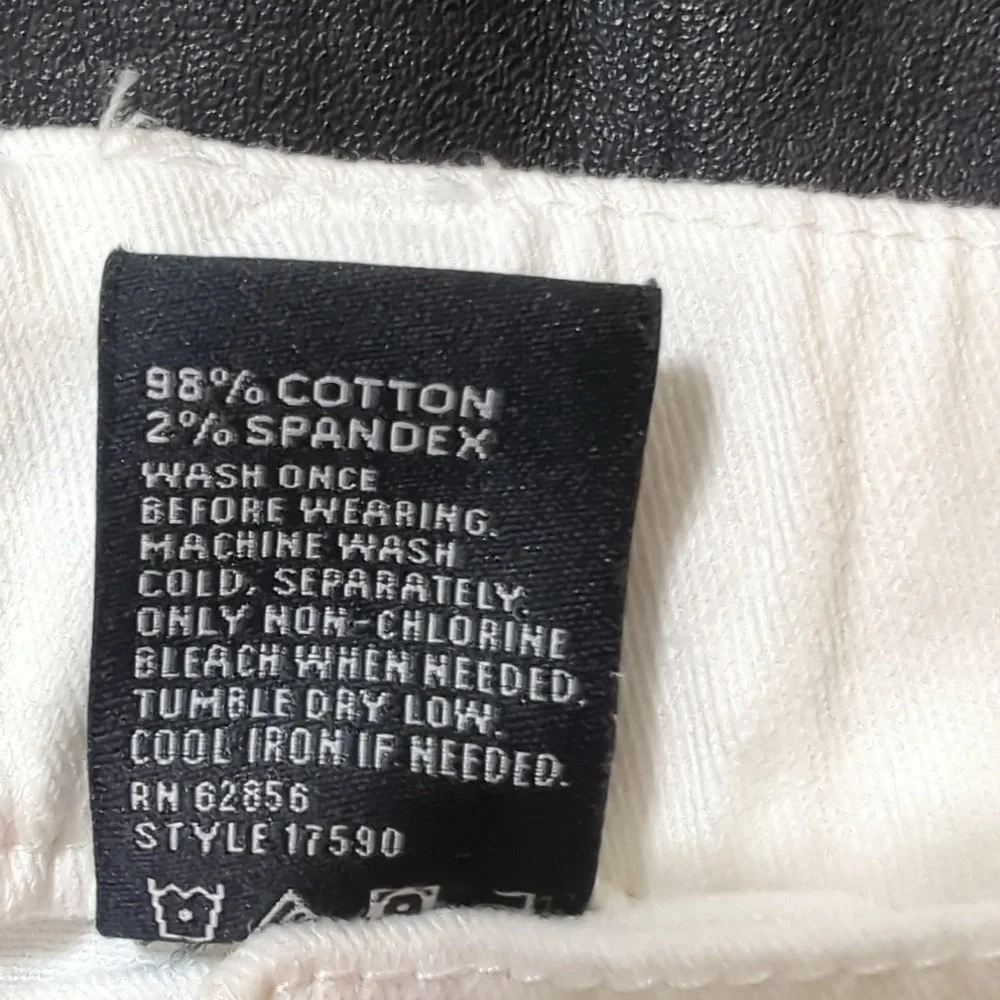 98% COTTON
2% SPANDEX
WASH ONCE
BEFORE WEARING.
MACHINE WASH
COLD, SEPARATELY.
ONLY NON-CHLORINE
BLEACH WHEN NEEDED.
TUMBLE DRY LOW.
COOL IRON IF NEEDED.
RN 62856
STYLE 17590